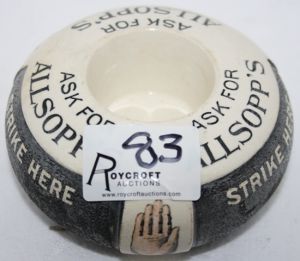 ASK FOR
ALLSOPP'S
ASK FOR
ALLSOPP'S
ASK FOR
ALLSOPP'S
STRIKE HERE
STRIKE HERE
83
ROYCROFT
AUCTIONS
www.roycroftauctions.com